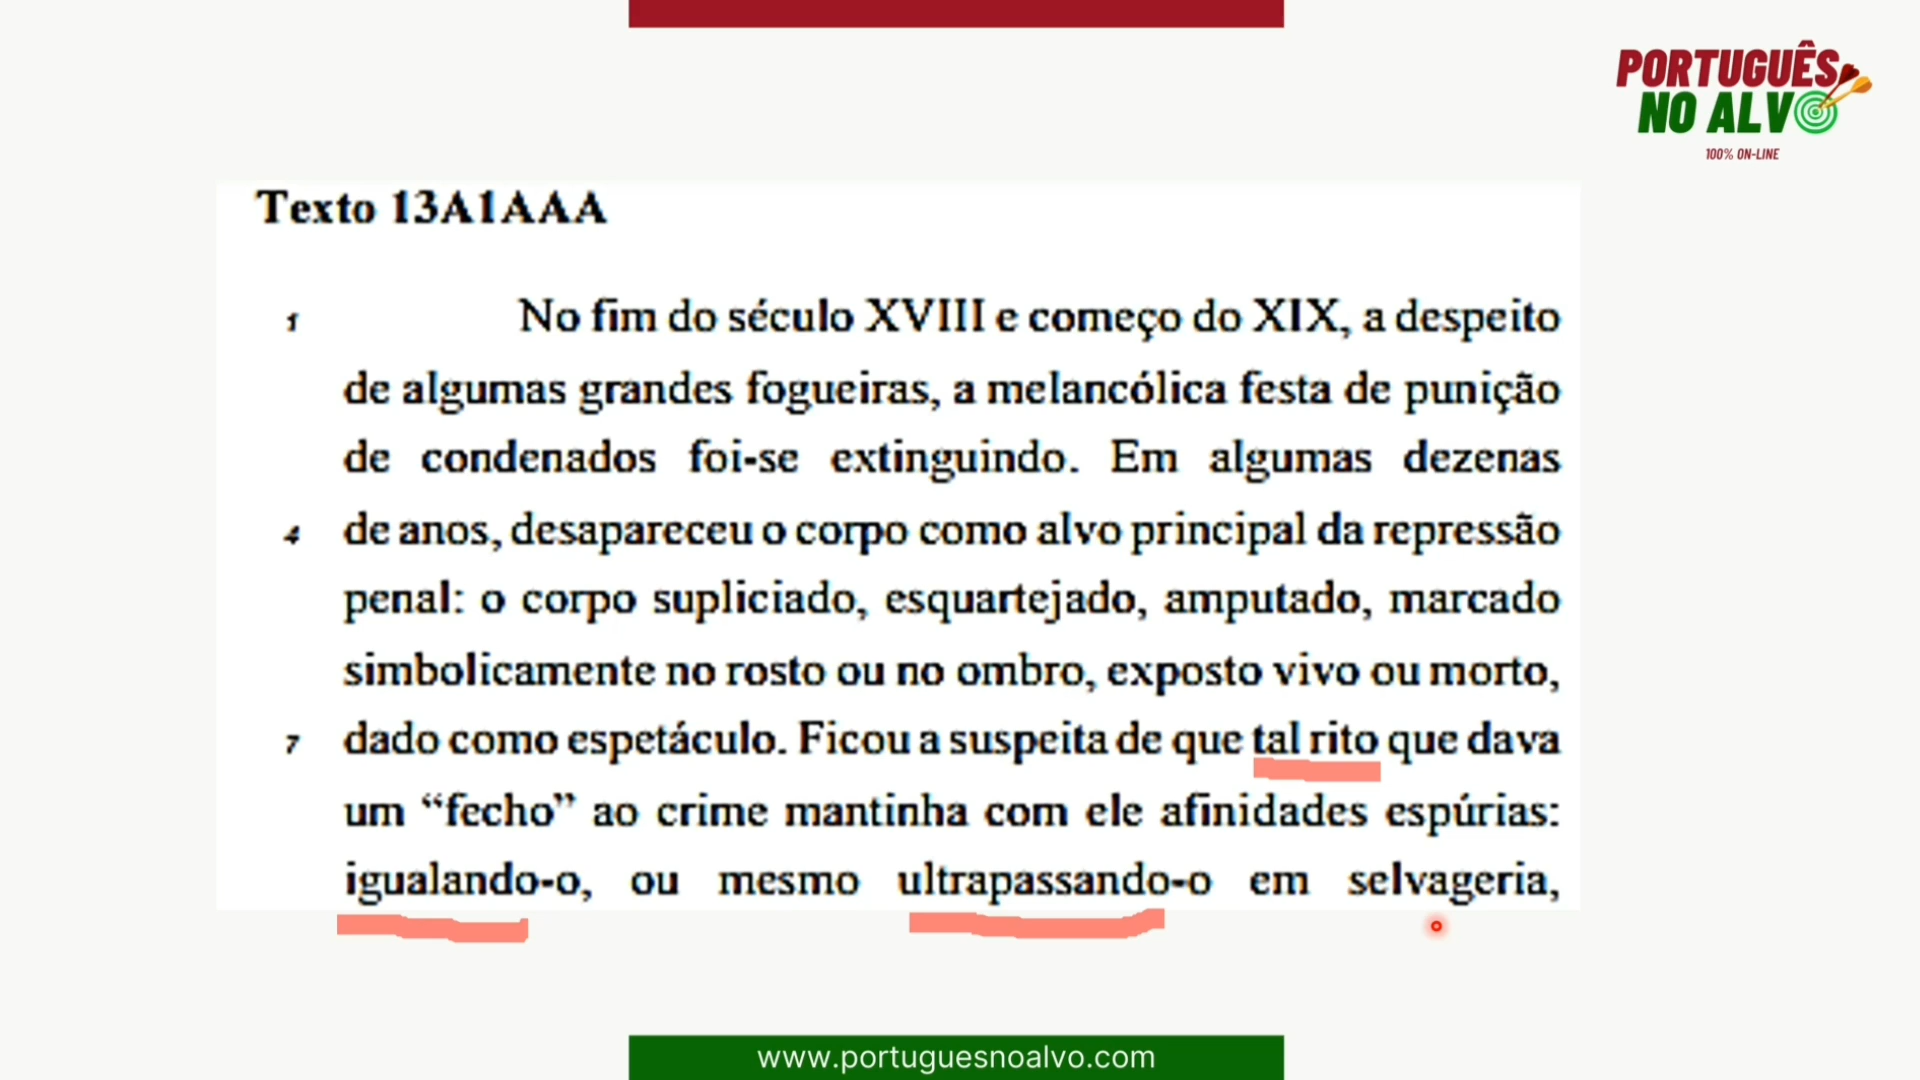 PORTUGUÊS
NO ALVO
100% ON-LINE
Texto 13A1AAA
1 No fim do século XVIII e começo do XIX, a despeito
de algumas grandes fogueiras, a melancólica festa de punição
de condenados foi-se extinguindo. Em algumas dezenas
4 de anos, desapareceu o corpo como alvo principal da repressão
penal: o corpo supliciado, esquartejado, amputado, marcado
simbolicamente no rosto ou no ombro, exposto vivo ou morto,
7 dado como espetáculo. Ficou a suspeita de que tal rito que dava
um “fecho” ao crime mantinha com ele afinidades espúrias:
igualando-o, ou mesmo ultrapassando-o em selvageria,
www.portuguesnoalvo.com